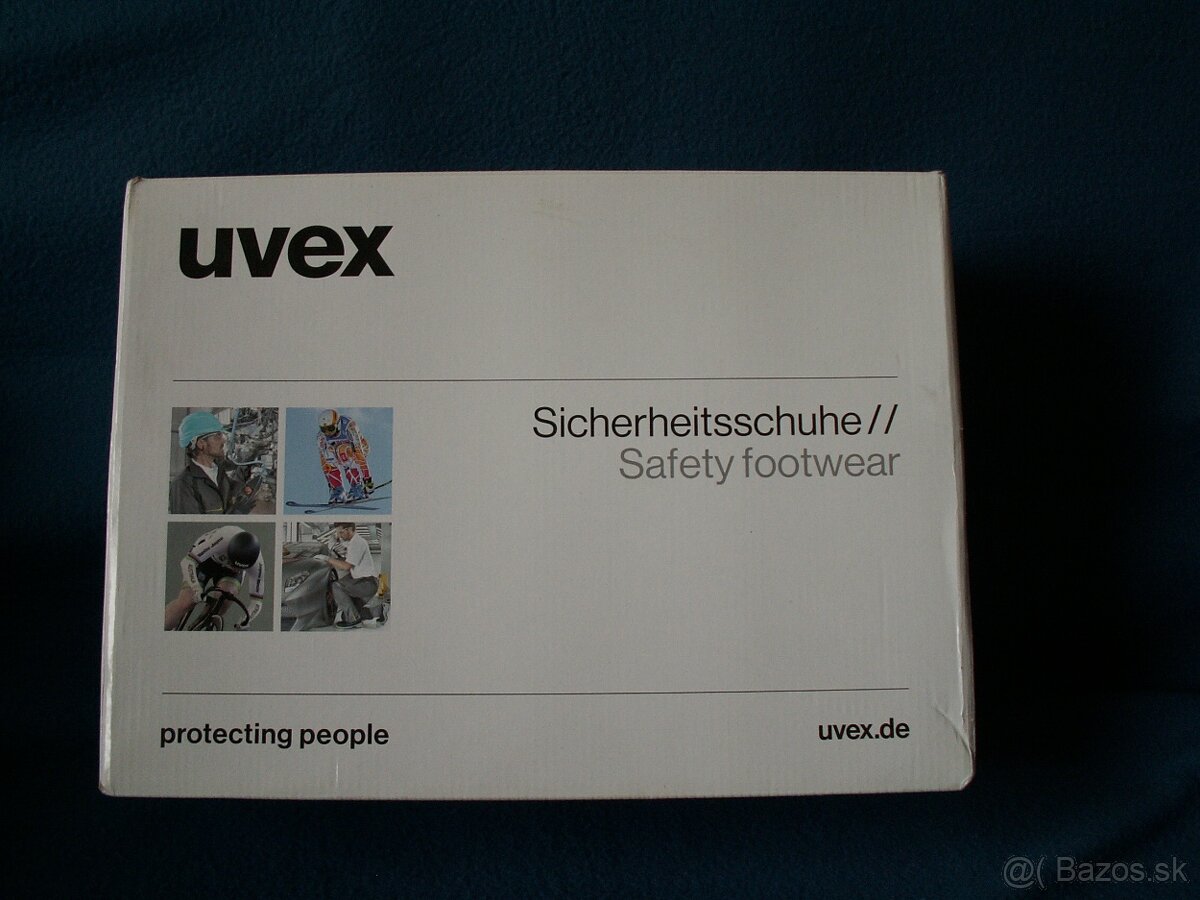 uvex
Sicherheitsschuhe//
Safety footwear
protecting people
uvex.de
@( Bazos.sk